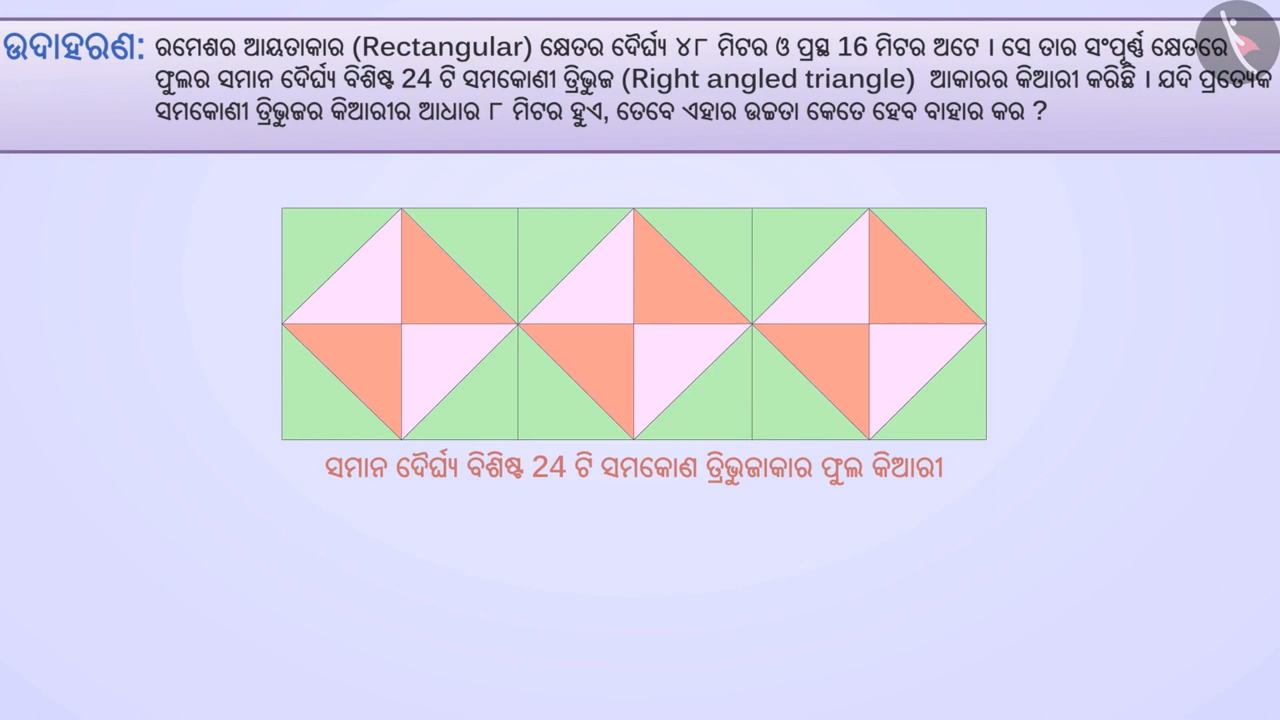 ଉଦାହରଣ: ରମେଶର ଆୟତାକାର (Rectangular) କ୍ଷେତର ଦୈର୍ଘ୍ୟ ୪୮ ମିଟର ଓ ପ୍ରସ୍ଥ 16 ମିଟର ଅଟେ । ସେ ତାର ସଂପୂର୍ଣ୍ଣ କ୍ଷେତରେ
ଫୁଲର ସମାନ ଦୈର୍ଘ୍ୟ ବିଶିଷ୍ଟ 24 ଟି ସମକୋଣୀ ତ୍ରିଭୁଜ (Right angled triangle) ଆକାରର କିଆରୀ କରିଛି । ଯଦି ପ୍ରତ୍ୟେକ
ସମକୋଣୀ ତ୍ରିଭୁଜର କିଆରୀର ଆଧାର ୮ ମିଟର ହୁଏ, ତେବେ ଏହାର ଉଚ୍ଚତା କେତେ ହେବ ବାହାର କର ?
ସମାନ ଦୈର୍ଘ୍ୟ ବିଶିଷ୍ଟ 24 ଟି ସମକୋଣ ତ୍ରିଭୁଜାକାର ଫୁଲ କିଆରୀ